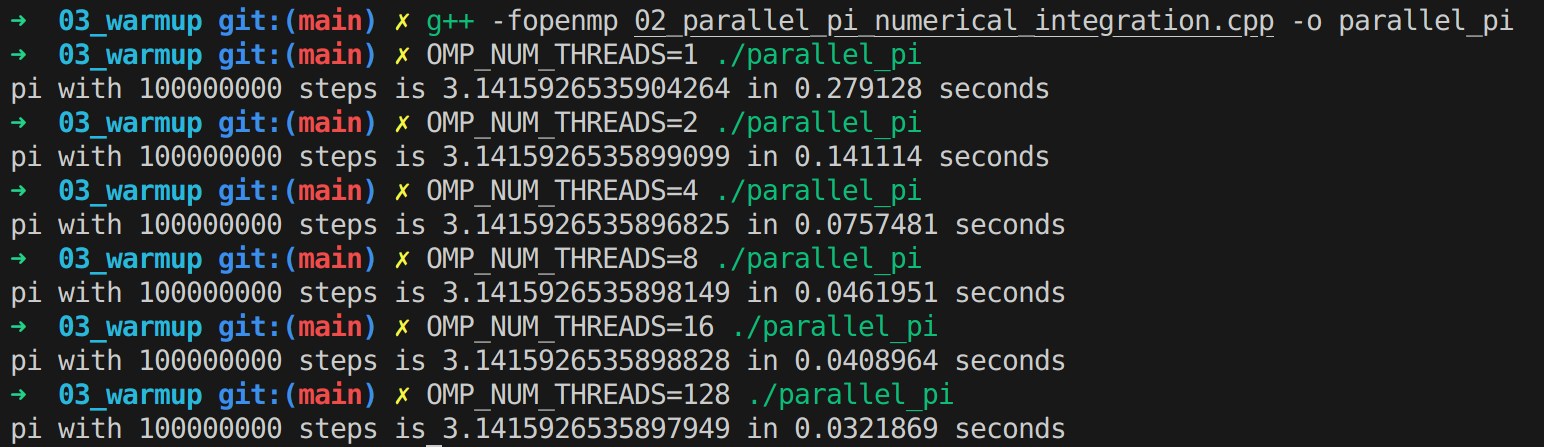 ➜  03_warmup git:(main) ✗ g++ -fopenmp 02_parallel_pi_numerical_integration.cpp -o parallel_pi
➜  03_warmup git:(main) ✗ OMP_NUM_THREADS=1 ./parallel_pi
pi with 100000000 steps is 3.1415926535904264 in 0.279128 seconds
➜  03_warmup git:(main) ✗ OMP_NUM_THREADS=2 ./parallel_pi
pi with 100000000 steps is 3.1415926535899099 in 0.141114 seconds
➜  03_warmup git:(main) ✗ OMP_NUM_THREADS=4 ./parallel_pi
pi with 100000000 steps is 3.1415926535896825 in 0.0757481 seconds
➜  03_warmup git:(main) ✗ OMP_NUM_THREADS=8 ./parallel_pi
pi with 100000000 steps is 3.1415926535898149 in 0.0461951 seconds
➜  03_warmup git:(main) ✗ OMP_NUM_THREADS=16 ./parallel_pi
pi with 100000000 steps is 3.1415926535898828 in 0.0408964 seconds
➜  03_warmup git:(main) ✗ OMP_NUM_THREADS=128 ./parallel_pi
pi with 100000000 steps is 3.1415926535897949 in 0.0321869 seconds